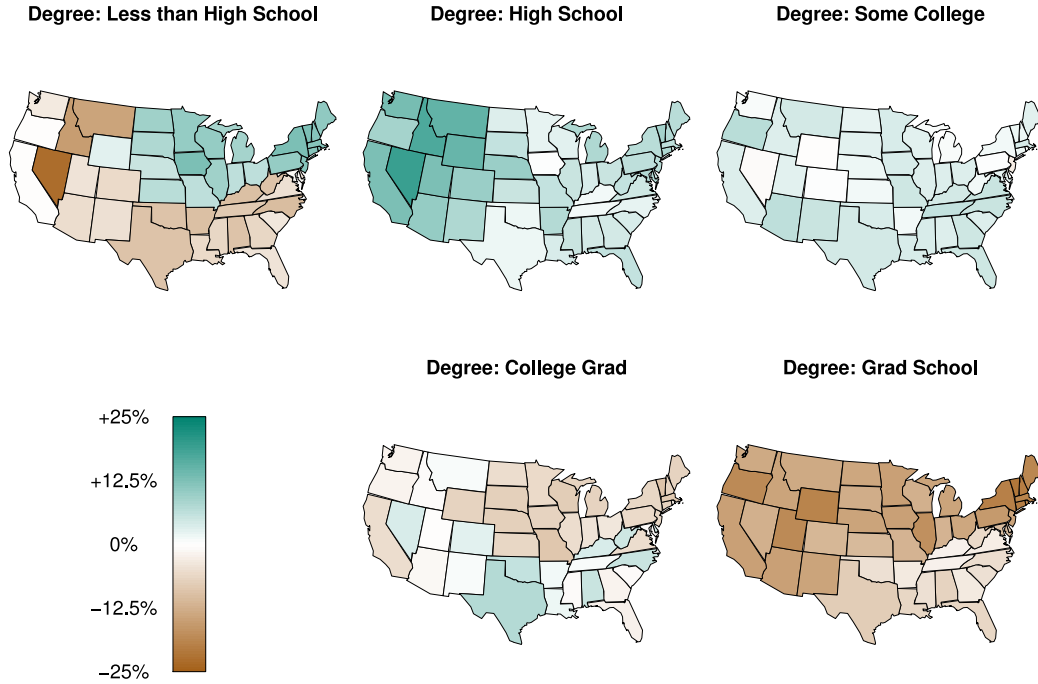 Degree: Less than High School
Degree: High School
Degree: Some College
Degree: College Grad
Degree: Grad School
+25%
+12.5%
0%
−12.5%
−25%